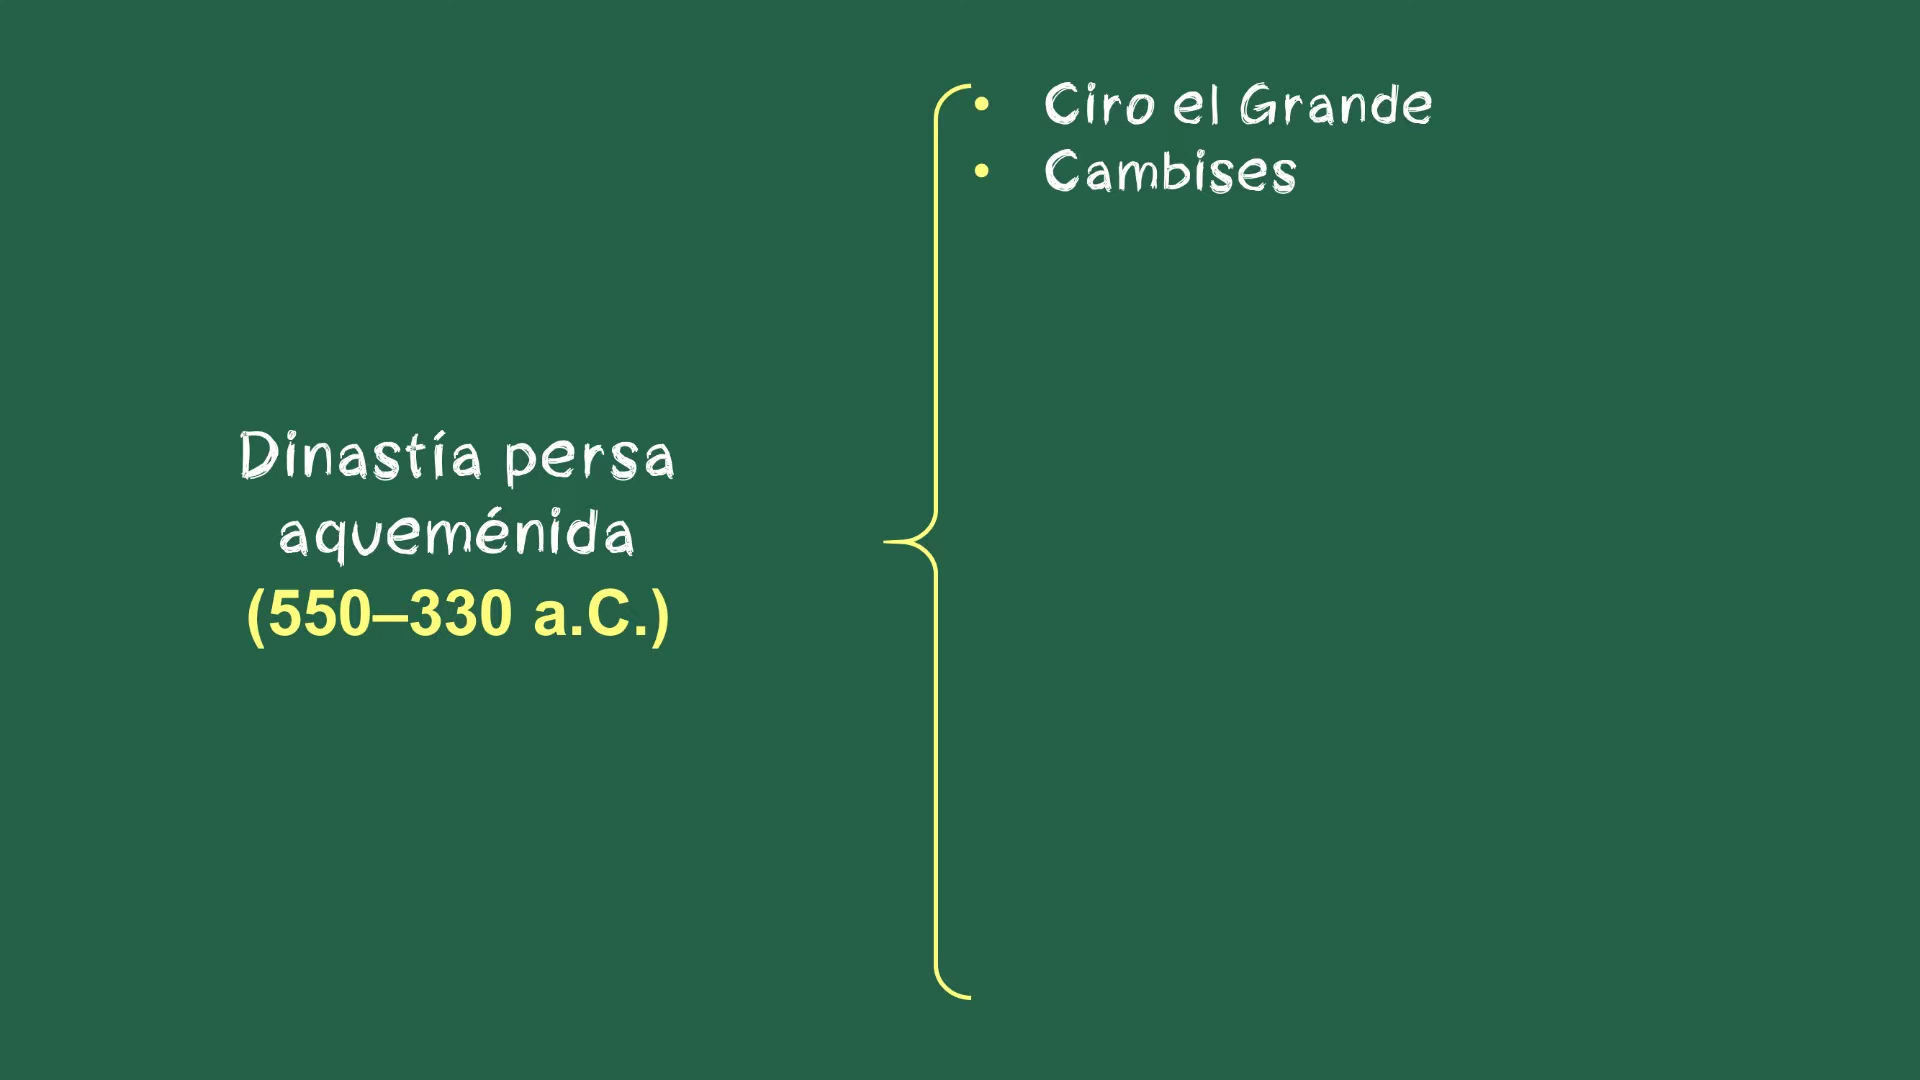 Dinastía persa
aqueménida
(550–330 a.C.)
• Ciro el Grande
• Cambises